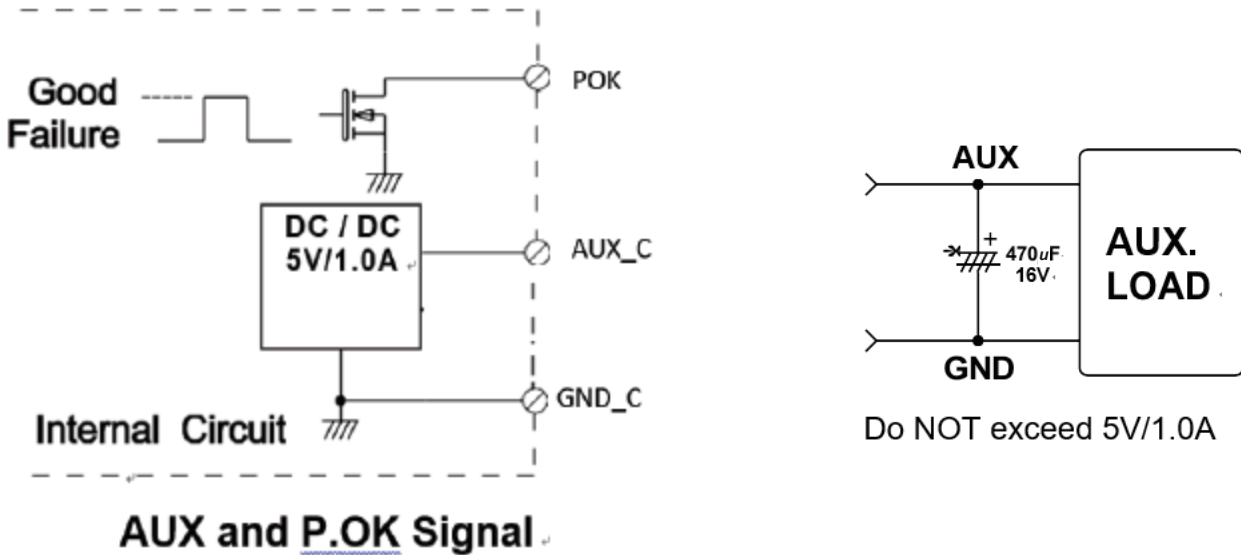 Good
Failure
POK
DC / DC
5V/1.0A
AUX_C
GND_C
Internal Circuit
AUX and P.OK Signal
AUX
+
470uF
16V
AUX.
LOAD
GND
Do NOT exceed 5V/1.0A